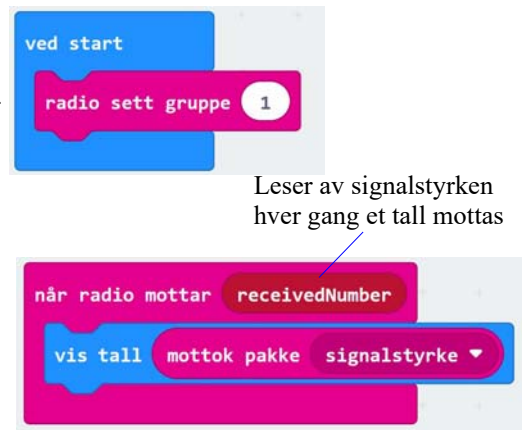 ved start
radio sett gruppe 1
Leser av signalstyrken
hver gang et tall mottas
når radio mottar receivedNumber
vis tall mottok pakke signalstyrke